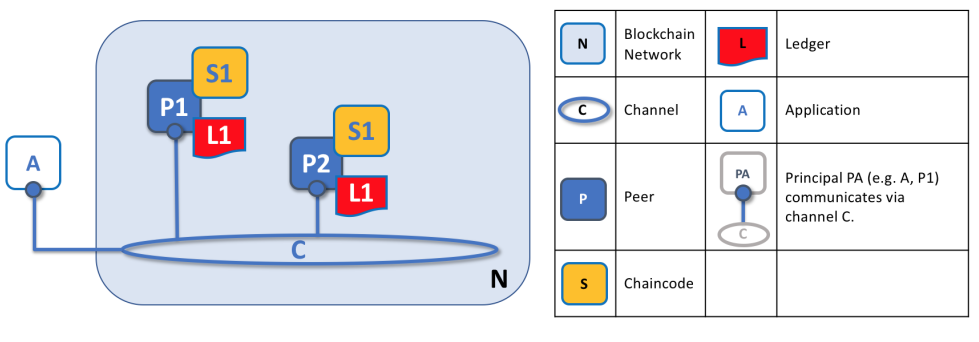 S1
P1
L1
S1
A
P2
L1
C
N
N
Blockchain
Network
L
Ledger
C
Channel
A
Application
P
Peer
PA
C
Principal PA (e.g. A, P1)
communicates via
channel C.
S
Chaincode